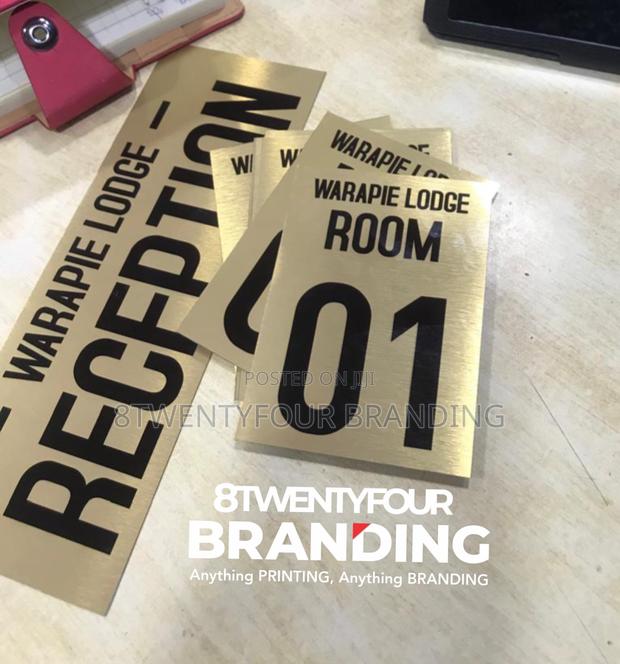 — WARAPIE LODGE —
RECEPTION
WARAPIE
WARAPIE LODGE
ROOM
01
POSTED ON JIJI
8TWENTYFOUR BRANDING
8TWENTYFOUR
BRANDING
Anything PRINTING, Anything BRANDING